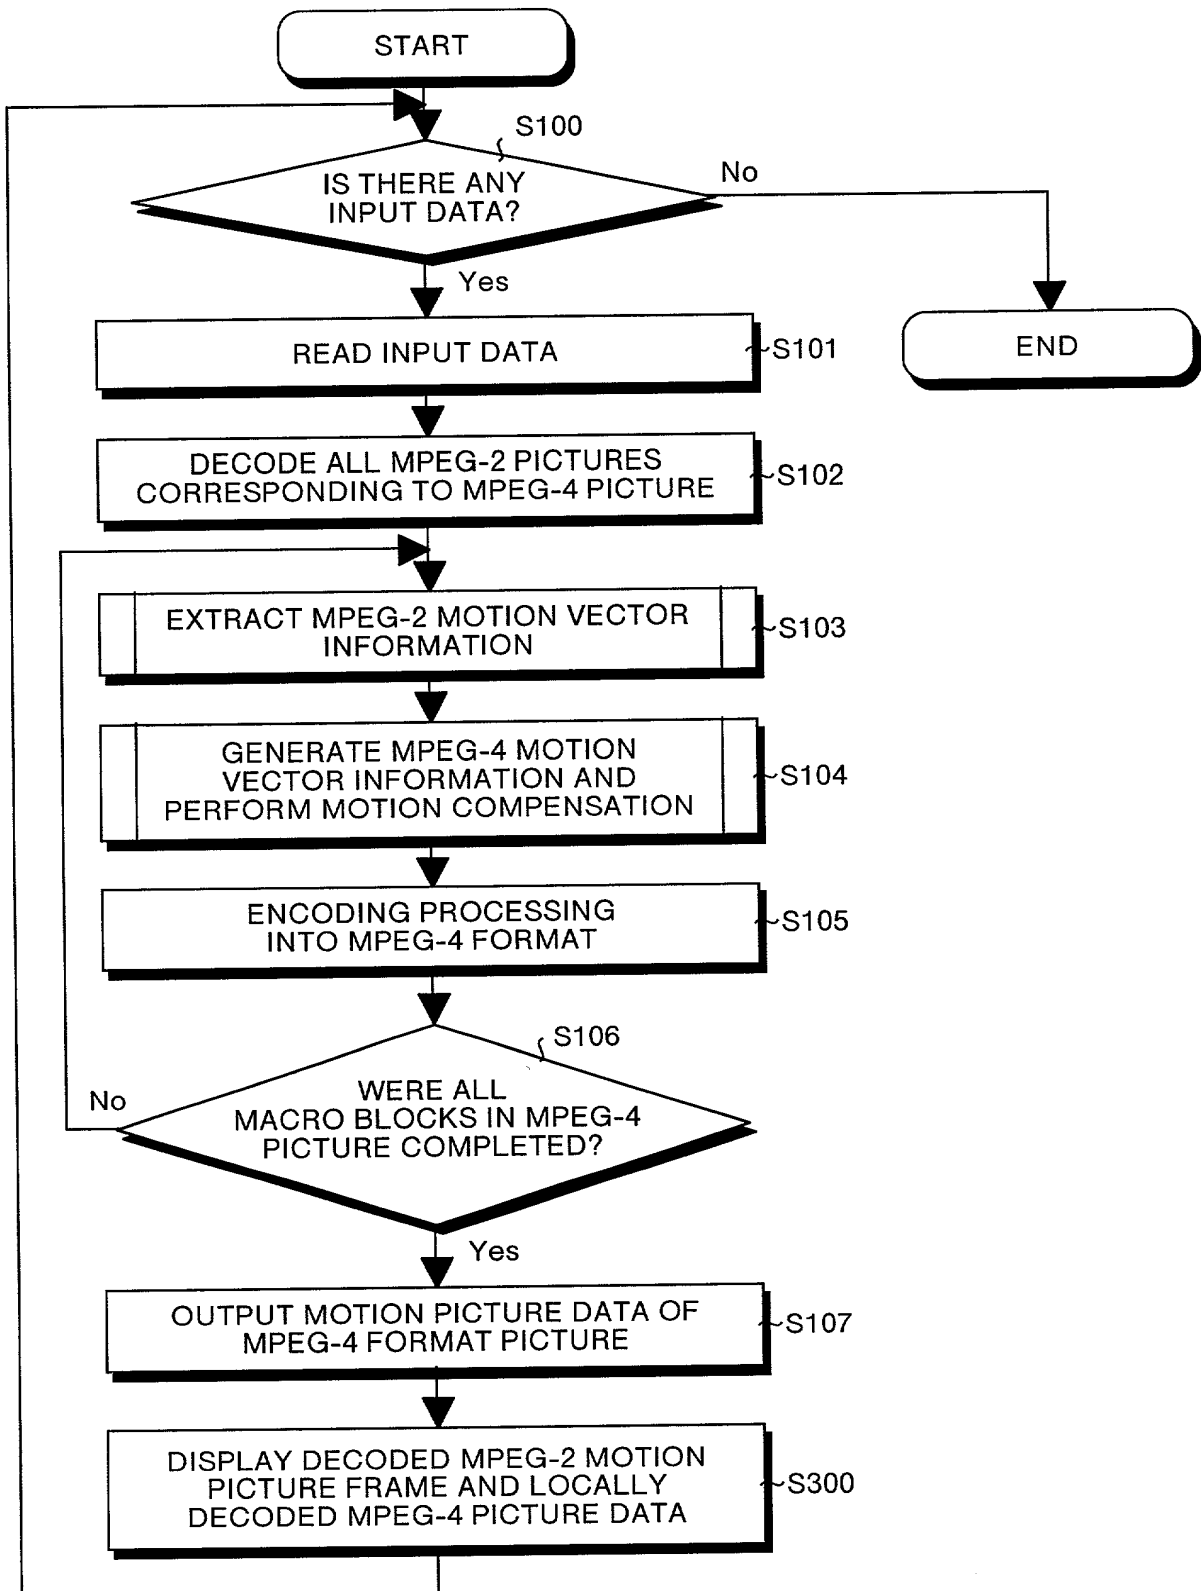 START
S100
IS THERE ANY
INPUT DATA?
No
Yes
READ INPUT DATA
S101
END
DECODE ALL MPEG-2 PICTURES
CORRESPONDING TO MPEG-4 PICTURE
S102
EXTRACT MPEG-2 MOTION VECTOR
INFORMATION
S103
GENERATE MPEG-4 MOTION
VECTOR INFORMATION AND
PERFORM MOTION COMPENSATION
S104
ENCODING PROCESSING
INTO MPEG-4 FORMAT
S105
S106
WERE ALL
MACRO BLOCKS IN MPEG-4
PICTURE COMPLETED?
No
Yes
OUTPUT MOTION PICTURE DATA OF
MPEG-4 FORMAT PICTURE
S107
DISPLAY DECODED MPEG-2 MOTION
PICTURE FRAME AND LOCALLY
DECODED MPEG-4 PICTURE DATA
S300